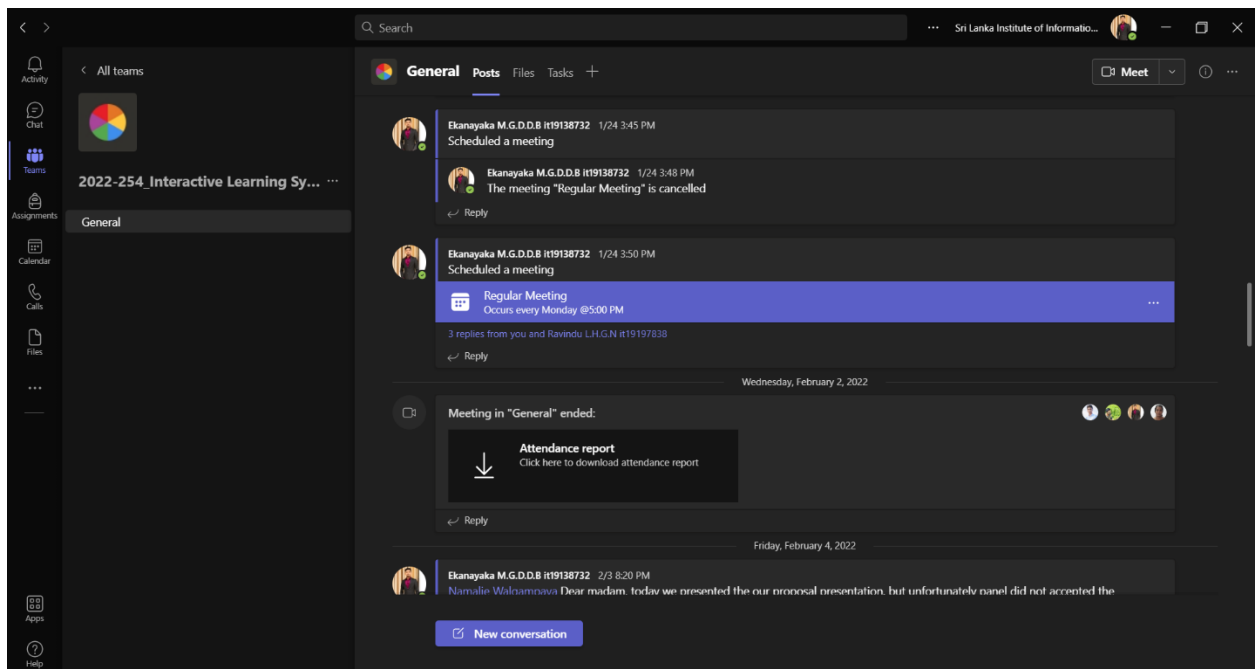 Search
Sri Lanka Institute of Informatio...
Activity
Chat
Teams
Assignments
Calendar
Calls
Files
Apps
Help
All teams
2022-254_Interactive Learning Sy...
General
General Posts Files Tasks
Meet
Ekanayaka M.G.D.D.B it19138732 1/24 3:45 PM
Scheduled a meeting
Ekanayaka M.G.D.D.B it19138732 1/24 3:48 PM
The meeting "Regular Meeting" is cancelled
Reply
Ekanayaka M.G.D.D.B it19138732 1/24 3:50 PM
Scheduled a meeting
Regular Meeting
Occurs every Monday @5:00 PM
3 replies from you and Ravindu L.H.G.N it19197838
Reply
Wednesday, February 2, 2022
Meeting in "General" ended:
Attendance report
Click here to download attendance report
Reply
Friday, February 4, 2022
Ekanayaka M.G.D.D.B it19138732 2/3 8:20 PM
Namalie Walgampaya Dear madam, today we presented the our proposal presentation, but unfortunately panel did not accepted the
New conversation